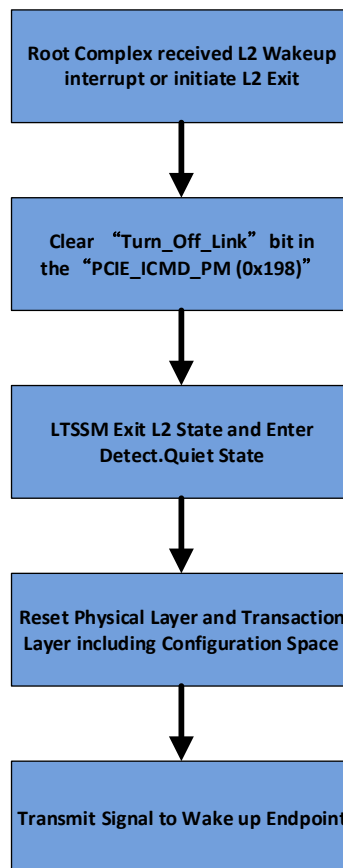 Root Complex received L2 Wakeup
interrupt or initiate L2 Exit
Clear “Turn_Off_Link” bit in
the “PCIE_ICMD_PM (0x198)”
LTSSM Exit L2 State and Enter
Detect.Quiet State
Reset Physical Layer and Transaction
Layer including Configuration Space
Transmit Signal to Wake up Endpoint